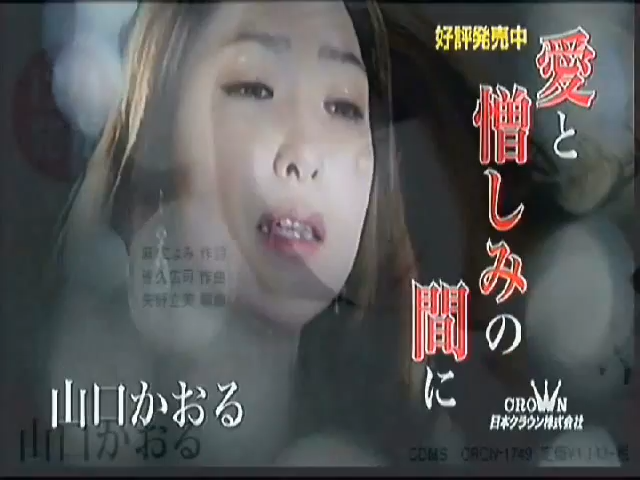 好評発売中
愛と
憎しみの
間に
作詞
作曲
山口かおる
山口かおる
CROWN
日本クラウン株式会社
CDMS CRCN-1749